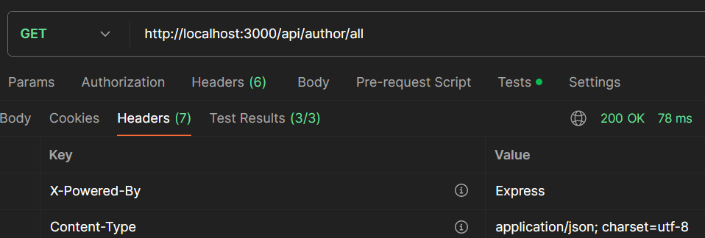 GET http://localhost:3000/api/author/all
Params Authorization Headers (6) Body Pre-request Script Tests Settings
Body Cookies Headers (7) Test Results (3/3) 200 OK 78 ms
Key Value
X-Powered-By Express
Content-Type application/json; charset=utf-8